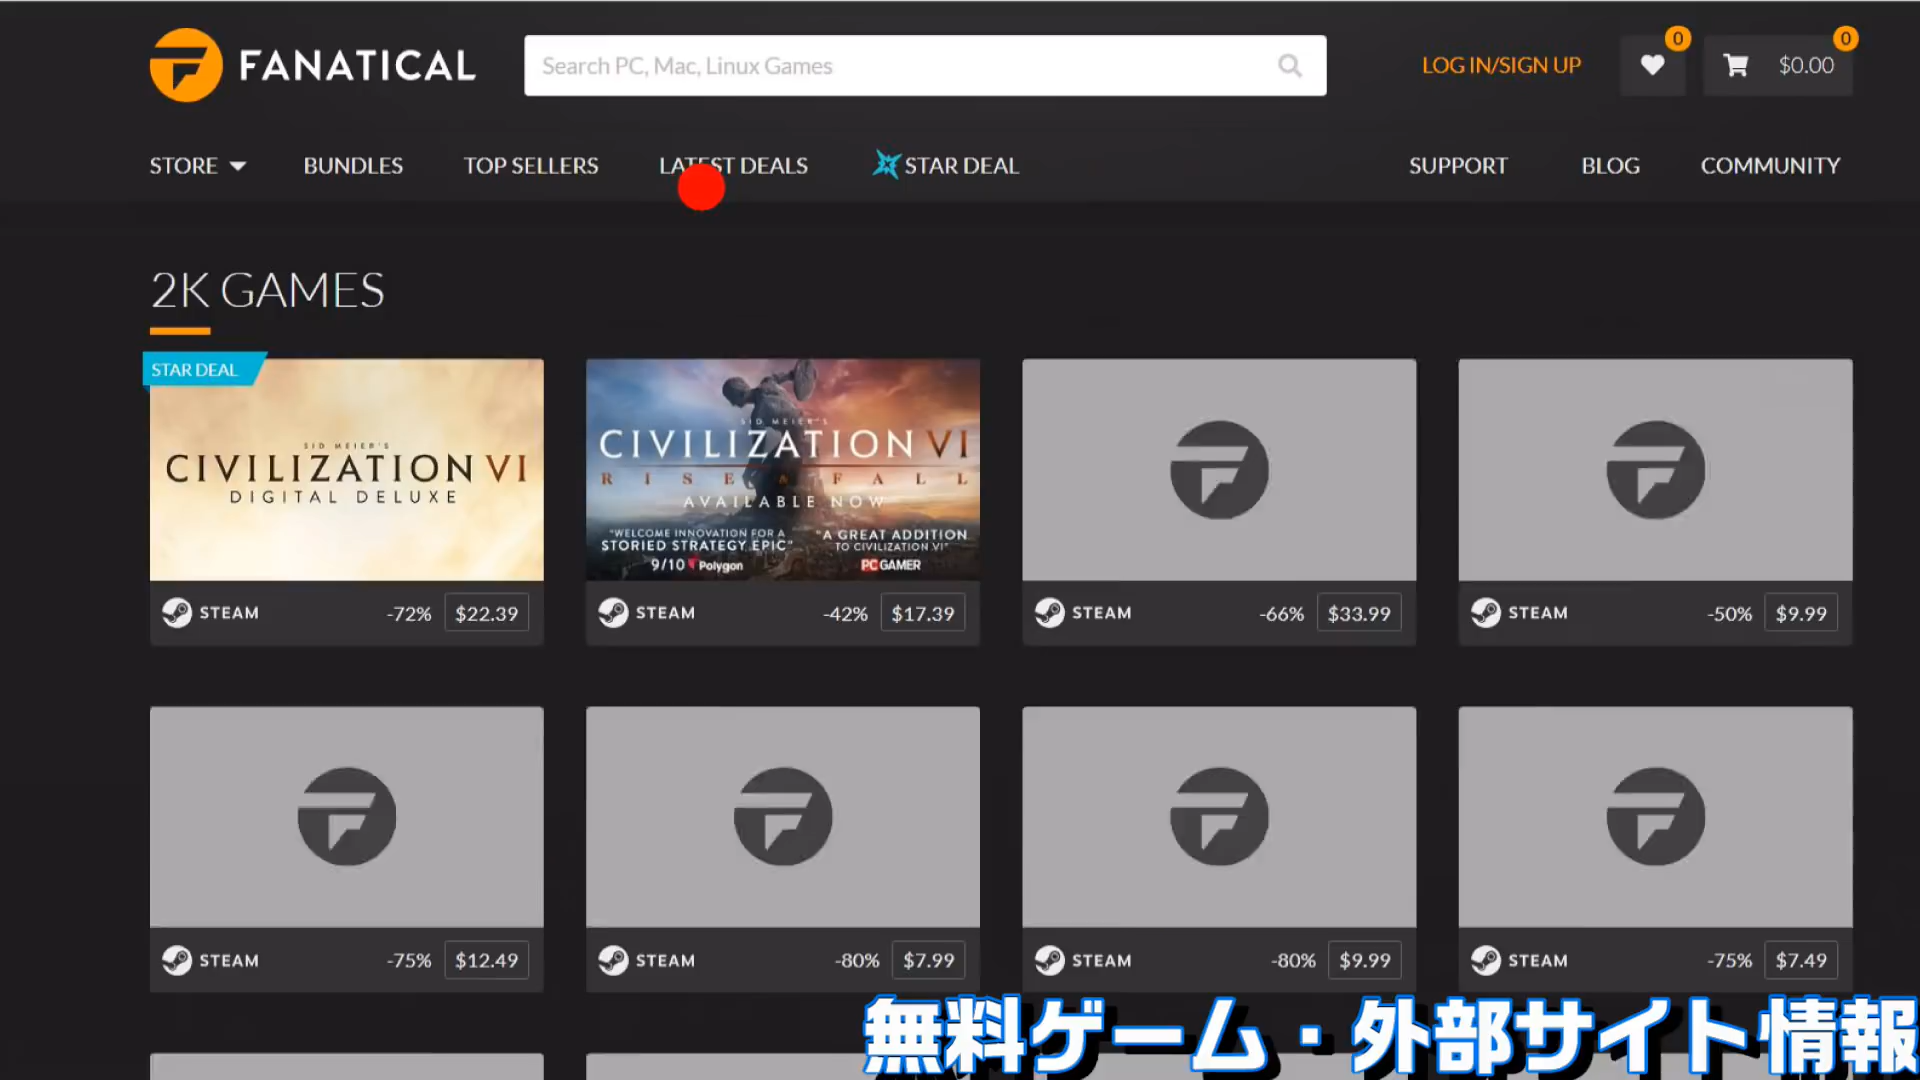 FANATICAL
Search PC, Mac, Linux Games
LOG IN/SIGN UP
0
0
$0.00
STORE
BUNDLES
TOP SELLERS
LATEST DEALS
STAR DEAL
SUPPORT
BLOG
COMMUNITY
2K GAMES
STAR DEAL
SID MEIER'S
CIVILIZATION VI
DIGITAL DELUXE
STEAM -72% $22.39
SID MEIER'S
CIVILIZATION VI
RISE & FALL
AVAILABLE NOW
"WELCOME INNOVATION FOR A
STORIED STRATEGY EPIC"
9/10 Polygon
"A GREAT ADDITION
TO CIVILIZATION VI"
PC GAMER
STEAM -42% $17.39
STEAM -66% $33.99
STEAM -50% $9.99
STEAM -75% $12.49
STEAM -80% $7.99
STEAM -80% $9.99
STEAM -75% $7.49
無料ゲーム・外部サイト情報